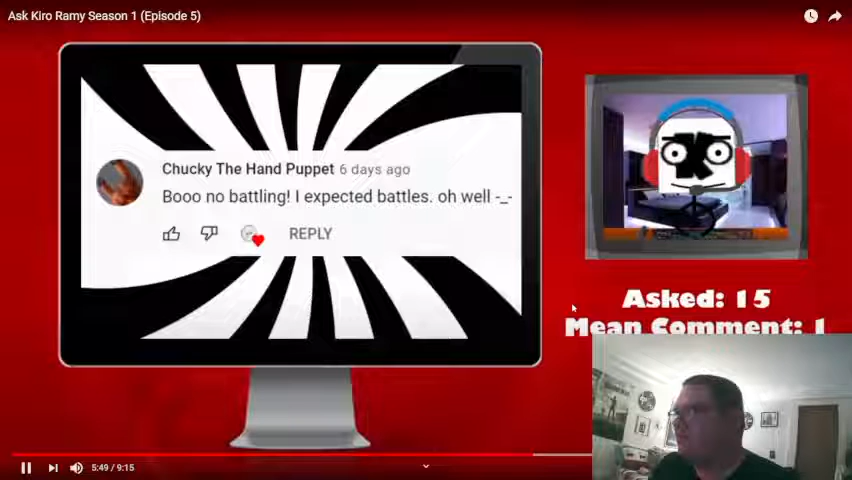 Ask Kiro Ramy Season 1 (Episode 5)
Chucky The Hand Puppet 6 days ago
Booo no battling! I expected battles. oh well -_-
REPLY
Asked: 15
Mean Comment: 1
5:49 / 9:15